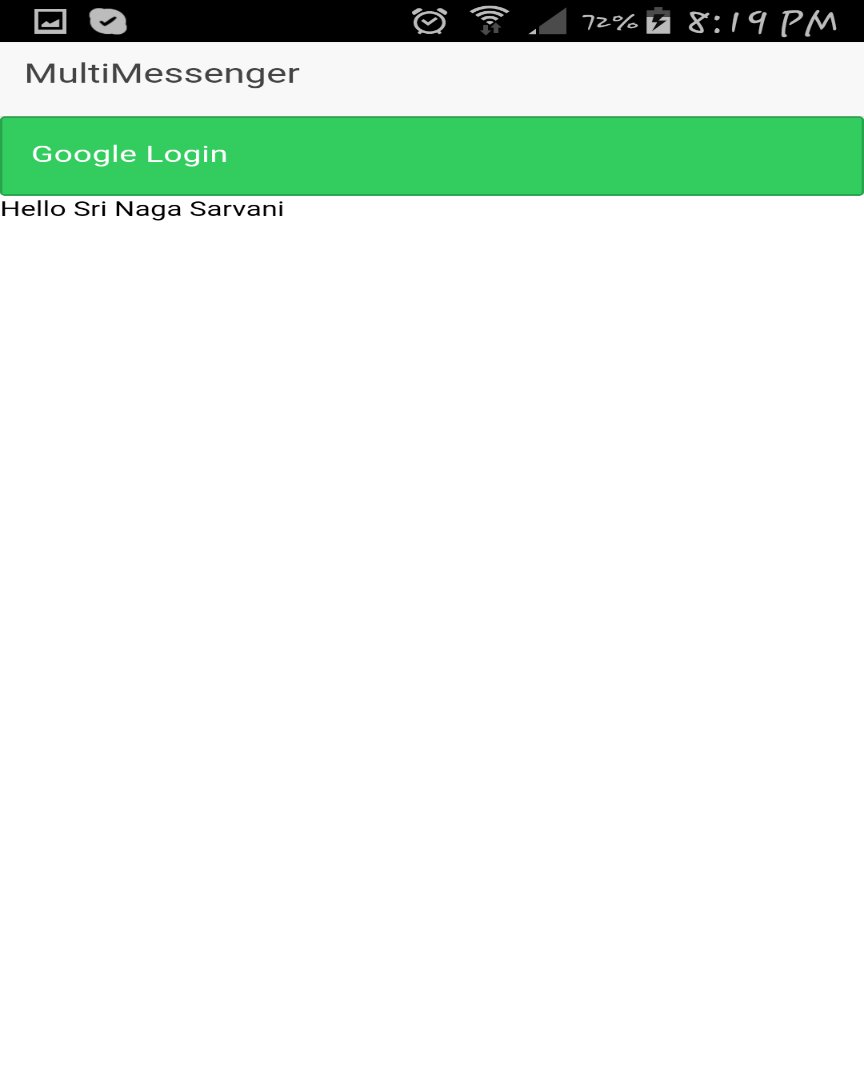 72% 8:19 PM
MultiMessenger
Google Login
Hello Sri Naga Sarvani